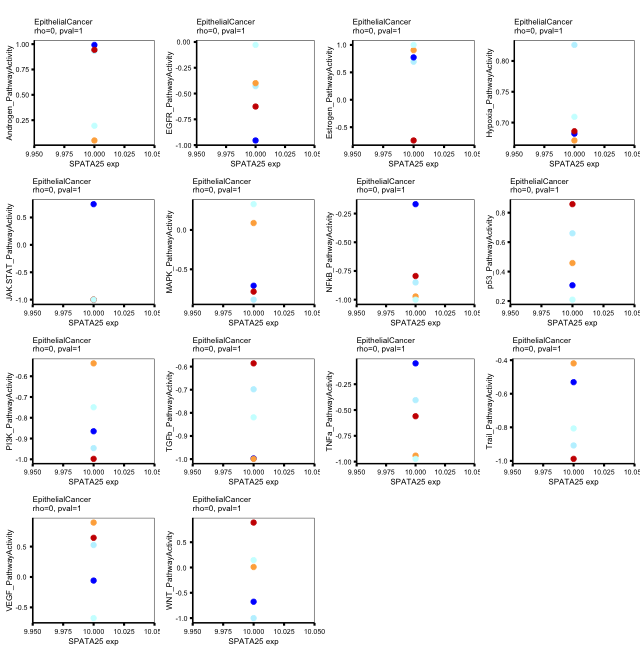 EpithelialCancer
rho=0, pval=1
Androgen_PathwayActivity
1.00
0.75
0.50
0.25
9.950 9.975 10.000 10.025 10.05
SPATA25 exp
EpithelialCancer
rho=0, pval=1
EGFR_PathwayActivity
0.00
-0.25
-0.50
-0.75
-1.00
9.950 9.975 10.000 10.025 10.05
SPATA25 exp
EpithelialCancer
rho=0, pval=1
Estrogen_PathwayActivity
1.0
0.5
0.0
-0.5
9.950 9.975 10.000 10.025 10.05
SPATA25 exp
EpithelialCancer
rho=0, pval=1
Hypoxia_PathwayActivity
0.80
0.70
9.950 9.975 10.000 10.025 10.05
SPATA25 exp
EpithelialCancer
rho=0, pval=1
JAK.STAT_PathwayActivity
0.5
0.0
-0.5
-1.0
9.950 9.975 10.000 10.025 10.05
SPATA25 exp
EpithelialCancer
rho=0, pval=1
MAPK_PathwayActivity
0.0
-0.5
9.950 9.975 10.000 10.025 10.05
SPATA25 exp
EpithelialCancer
rho=0, pval=1
NFkB_PathwayActivity
-0.25
-0.50
-0.75
-1.00
9.950 9.975 10.000 10.025 10.05
SPATA25 exp
EpithelialCancer
rho=0, pval=1
p53_PathwayActivity
0.8
0.6
0.4
0.2
9.950 9.975 10.000 10.025 10.05
SPATA25 exp
EpithelialCancer
rho=0, pval=1
PI3K_PathwayActivity
-0.6
-0.7
-0.8
-0.9
-1.0
9.950 9.975 10.000 10.025 10.05
SPATA25 exp
EpithelialCancer
rho=0, pval=1
TGFb_PathwayActivity
-0.6
-0.7
-0.8
-0.9
-1.0
9.950 9.975 10.000 10.025 10.05
SPATA25 exp
EpithelialCancer
rho=0, pval=1
TNFa_PathwayActivity
-0.25
-0.50
-0.75
-1.00
9.950 9.975 10.000 10.025 10.05
SPATA25 exp
EpithelialCancer
rho=0, pval=1
Trail_PathwayActivity
-0.4
-0.6
-0.8
-1.0
9.950 9.975 10.000 10.025 10.05
SPATA25 exp
EpithelialCancer
rho=0, pval=1
VEGF_PathwayActivity
0.5
0.0
-0.5
9.950 9.975 10.000 10.025 10.05
SPATA25 exp
EpithelialCancer
rho=0, pval=1
WNT_PathwayActivity
0.5
0.0
-0.5
-1.0
9.950 9.975 10.000 10.025 10.050
SPATA25 exp